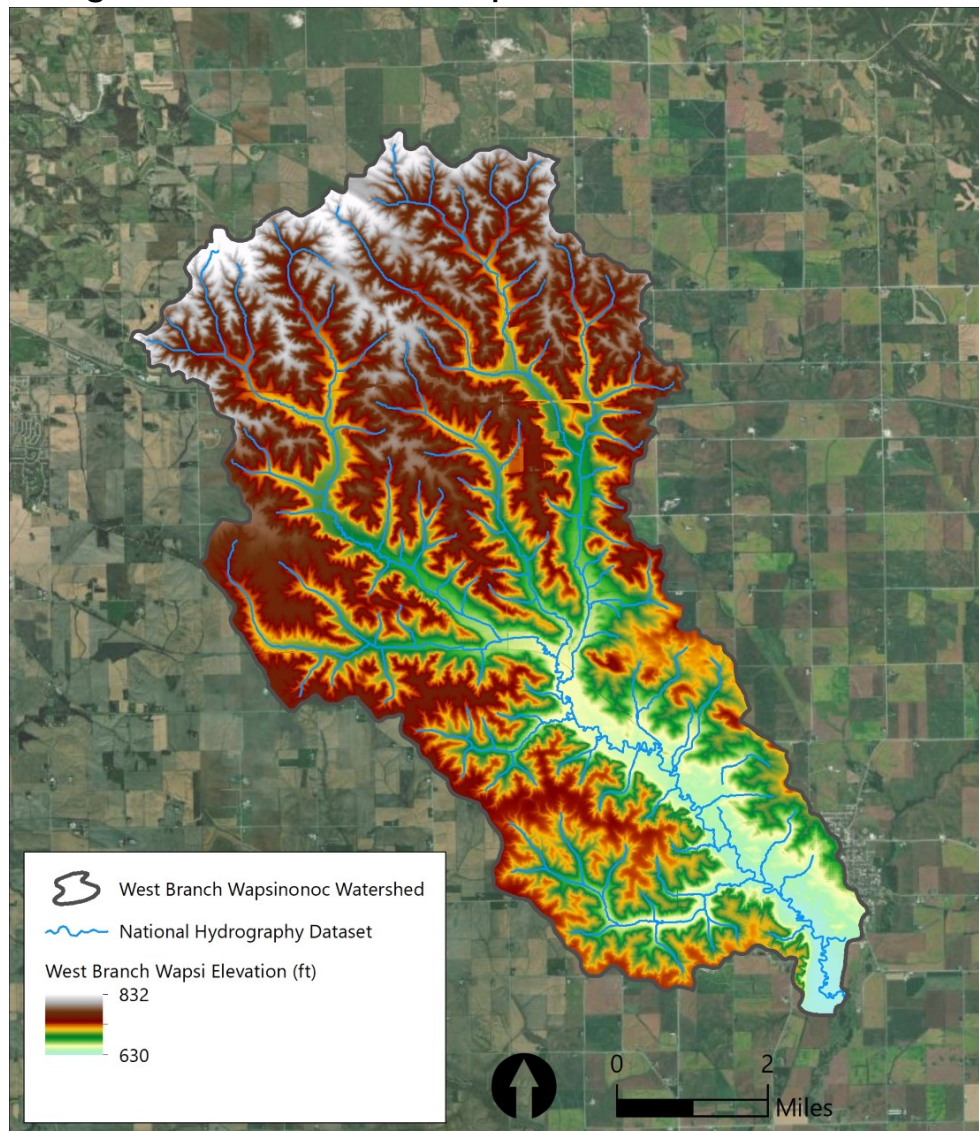 West Branch Wapsinonoc Watershed
National Hydrography Dataset
West Branch Wapsi Elevation (ft)
832
630
0
2
Miles